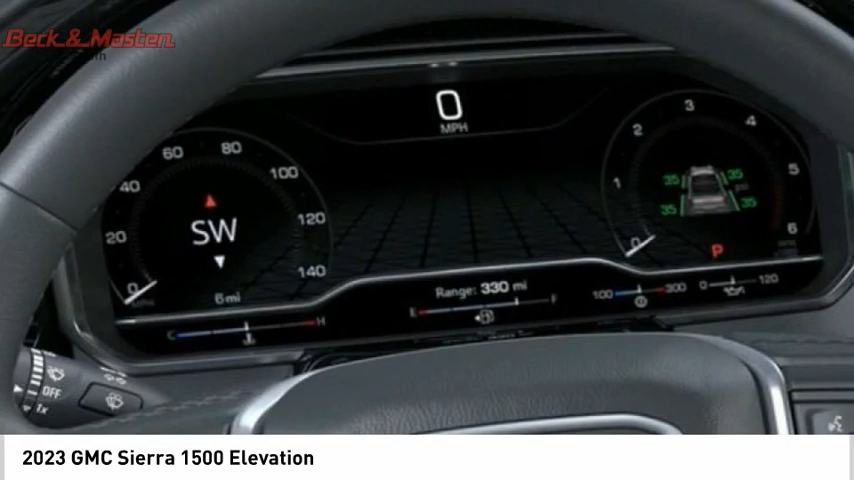 Beck & Masten
0
MPH
0
20
40
60
80
100
120
140
SW
6 mi
0
1
2
3
4
5
6
35
35
psi
35
35
P
Range: 330 mi
C
H
E
F
100
300
0
120
OFF
1x
2023 GMC Sierra 1500 Elevation